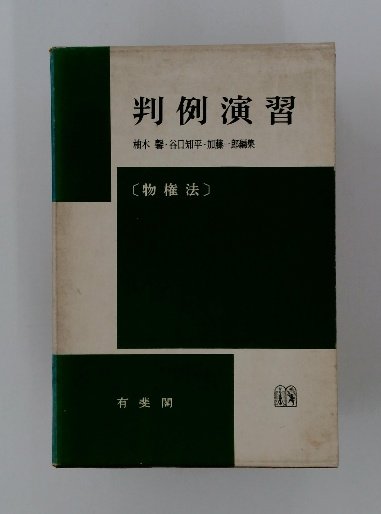 判例演習
柚木 馨・谷口知平・加藤一郎編集
〔物権法〕
有斐閣